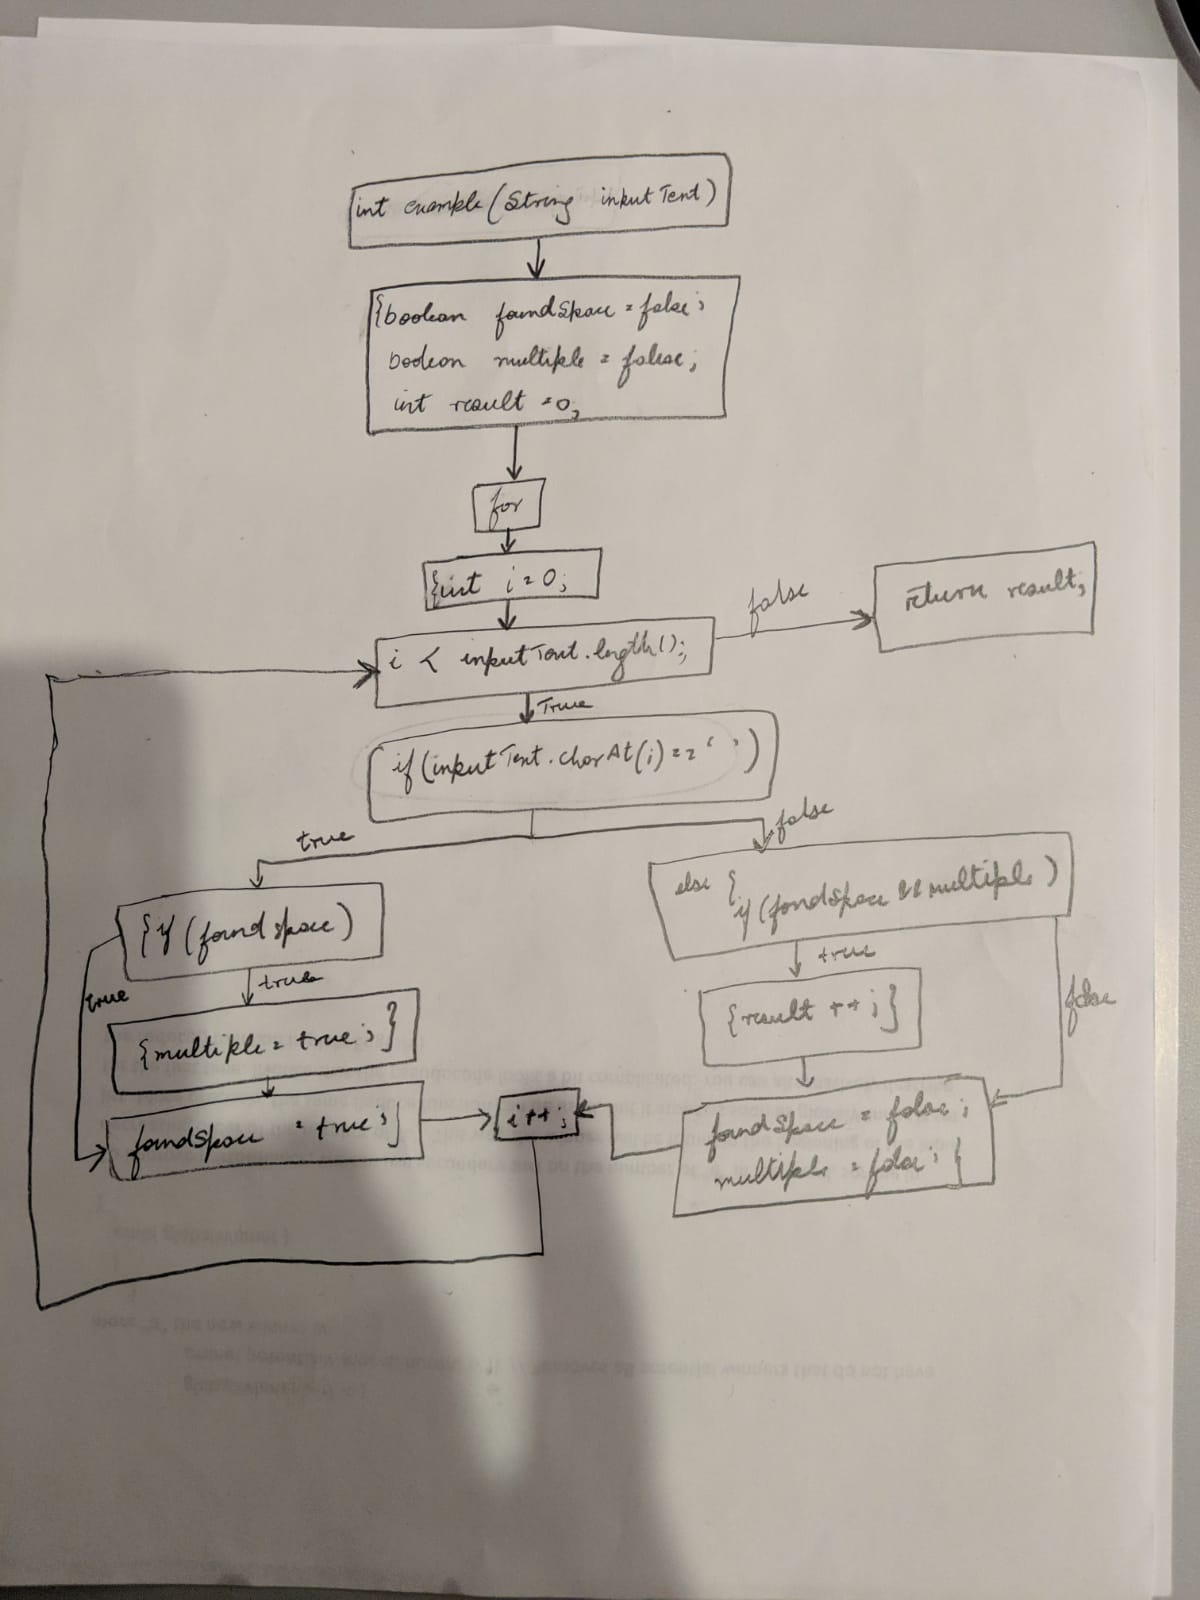 int example (String inputText)
{boolean foundSpace = false;
boolean multiple = false;
int result = 0;
for
{int i = 0;
i < inputText.length();
false
return result;
True
if (inputText.charAt(i) == ' ')
true
false
{if (foundspace)
else {
if (fondSpace && multiple)
true
true
true
false
{multiple = true;}
{result ++;}
foundSpace = true;}
i++;
foundSpace = false;
multiple = false; }